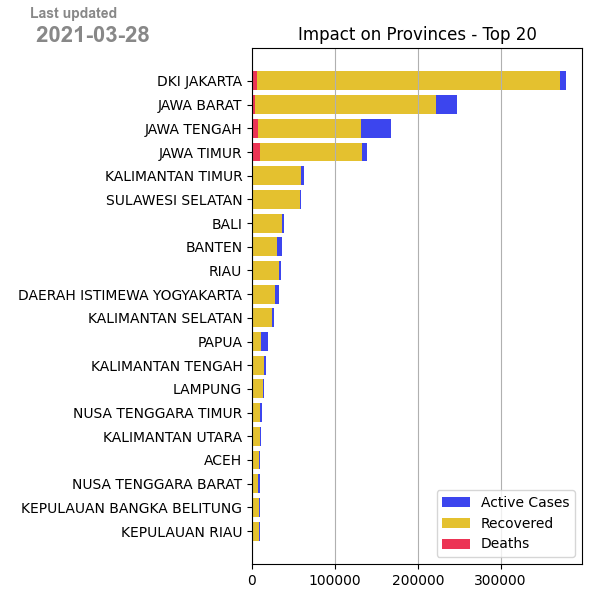 Last updated
2021-03-28
Impact on Provinces - Top 20
DKI JAKARTA
JAWA BARAT
JAWA TENGAH
JAWA TIMUR
KALIMANTAN TIMUR
SULAWESI SELATAN
BALI
BANTEN
RIAU
DAERAH ISTIMEWA YOGYAKARTA
KALIMANTAN SELATAN
PAPUA
KALIMANTAN TENGAH
LAMPUNG
NUSA TENGGARA TIMUR
KALIMANTAN UTARA
ACEH
NUSA TENGGARA BARAT
KEPULAUAN BANGKA BELITUNG
KEPULAUAN RIAU
Active Cases
Recovered
Deaths
0 100000 200000 300000